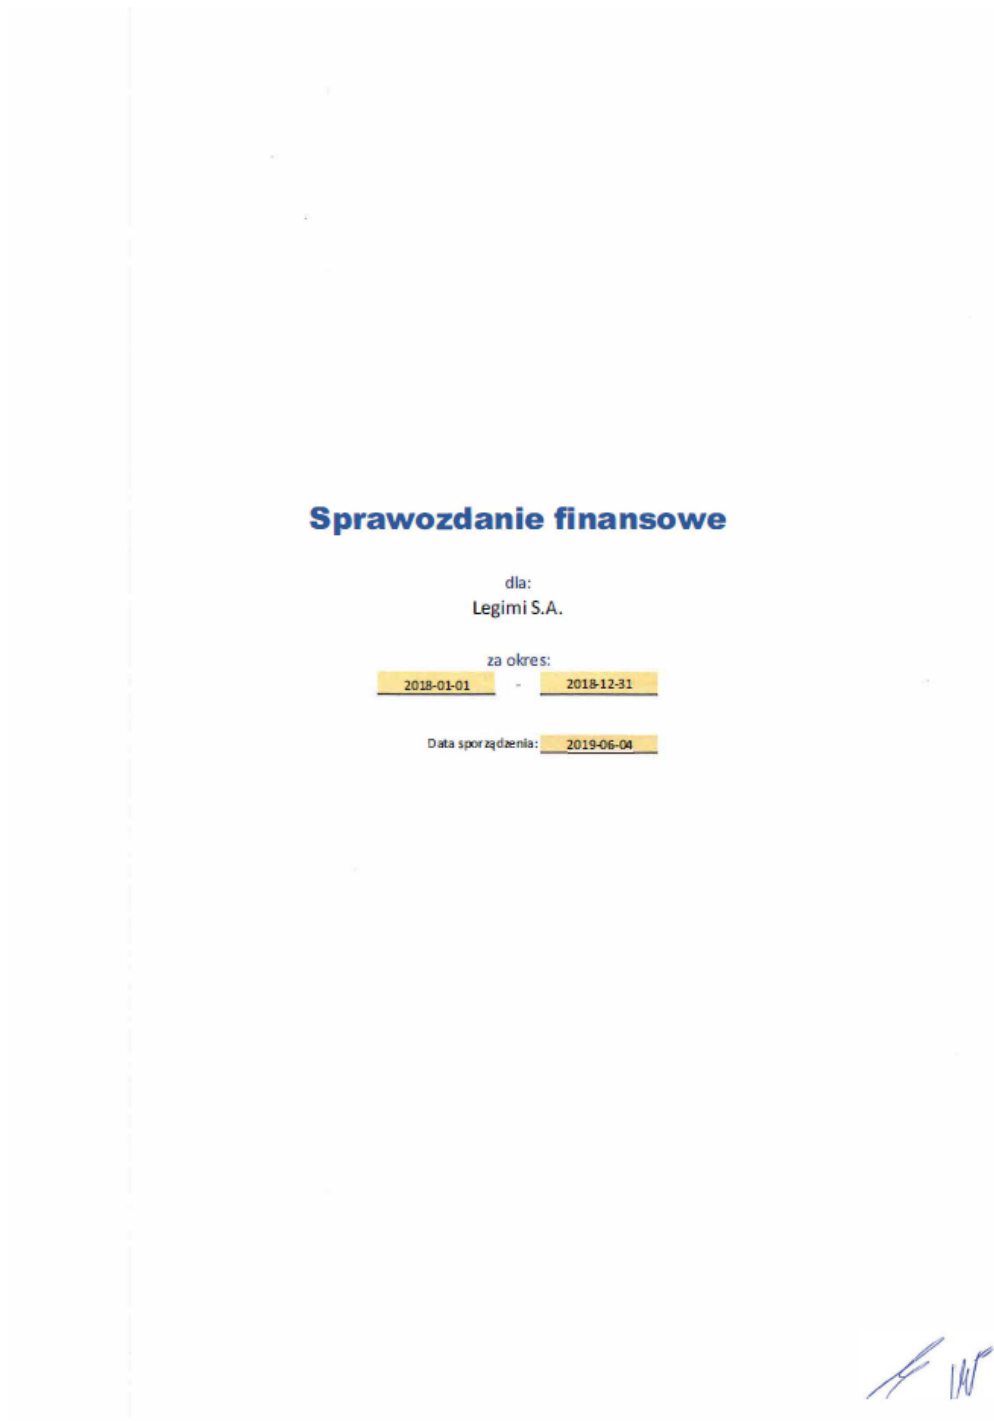 Sprawozdanie finansowe
dla:
Legimi S.A.
za okres:
2018-01-01 - 2018-12-31
Data sporządzenia: 2019-06-04